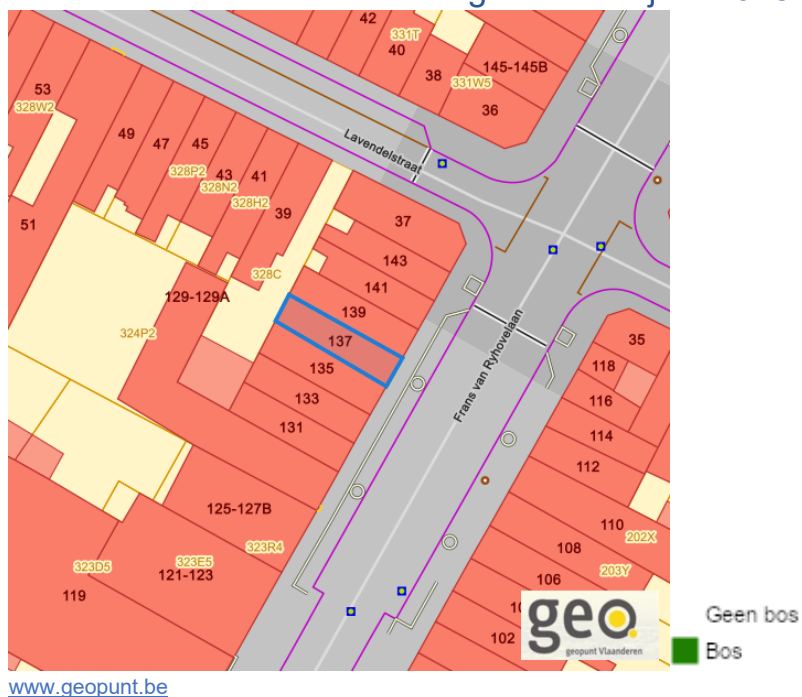 42
331T
40
38
331W5
145-145B
36
53
328W2
49
47
45
328P2
43
328N2
41
328H2
39
Lavendelstraat
51
37
143
328C
141
129-129A
139
324P2
137
135
133
131
Frans van Ryhovelaan
35
118
116
114
112
125-127B
110
202X
323R4
108
323D5
323E5
121-123
203Y
106
119
102
geo.
geopunt Vlaanderen
Geen bos
Bos
www.geopunt.be